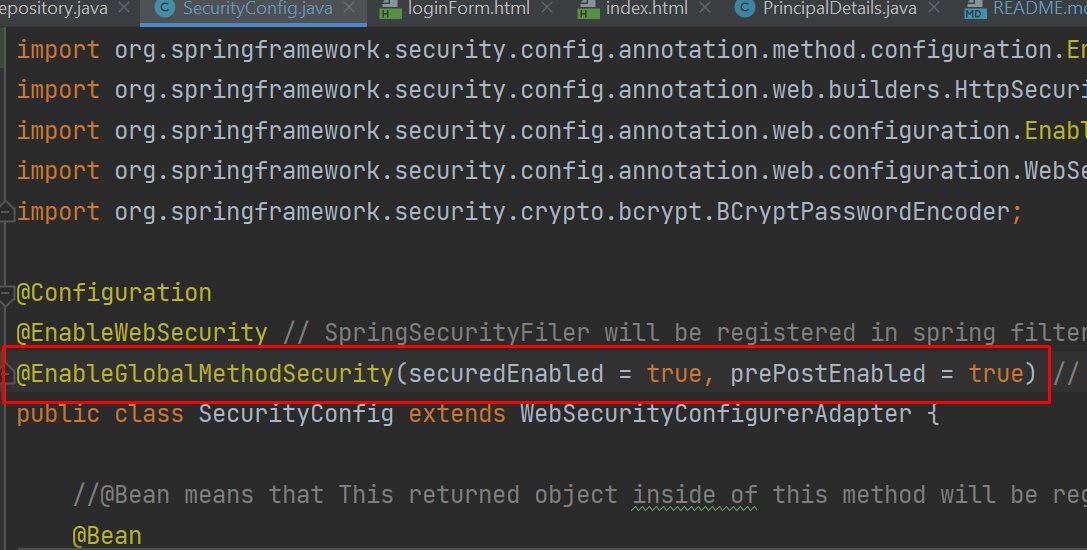 epository.java SecurityConfig.java loginForm.html index.html PrincipalDetails.java README.md
import org.springframework.security.config.annotation.method.configuration.En
import org.springframework.security.config.annotation.web.builders.HttpSecuri
import org.springframework.security.config.annotation.web.configuration.Enabl
import org.springframework.security.config.annotation.web.configuration.WebSe
import org.springframework.security.crypto.bcrypt.BCryptPasswordEncoder;
@Configuration
@EnableWebSecurity // SpringSecurityFiler will be registered in spring filter
@EnableGlobalMethodSecurity(securedEnabled = true, prePostEnabled = true) //
public class SecurityConfig extends WebSecurityConfigurerAdapter {
//@Bean means that This returned object inside of this method will be reg
@Bean